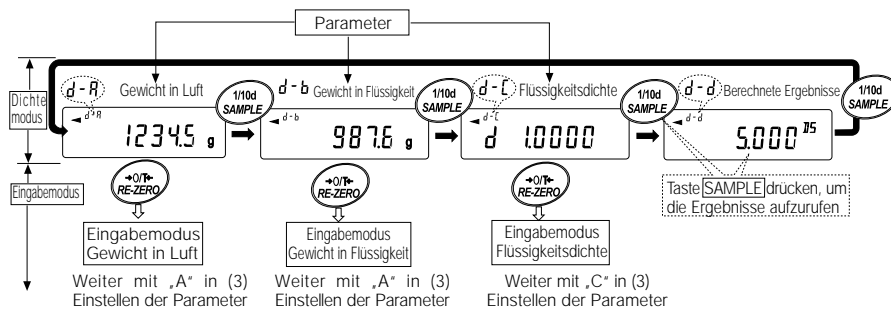 Parameter
d-A Gewicht in Luft
1/10d
SAMPLE
d-b Gewicht in Flüssigkeit
1/10d
SAMPLE
d-C Flüssigkeitsdichte
1/10d
SAMPLE
d-d Berechnete Ergebnisse
1/10d
SAMPLE
Dichte
modus
d-A
1234.5 g
d-b
987.6 g
d-C
d 1.0000
d-d
5.000 DS
Eingabemodus
→0/T←
RE-ZERO
→0/T←
RE-ZERO
→0/T←
RE-ZERO
Taste SAMPLE drücken, um
die Ergebnisse aufzurufen
Eingabemodus
Gewicht in Luft
Eingabemodus
Gewicht in Flüssigkeit
Eingabemodus
Flüssigkeitsdichte
Weiter mit „A“ in (3)
Einstellen der Parameter
Weiter mit „A“ in (3)
Einstellen der Parameter
Weiter mit „C“ in (3)
Einstellen der Parameter